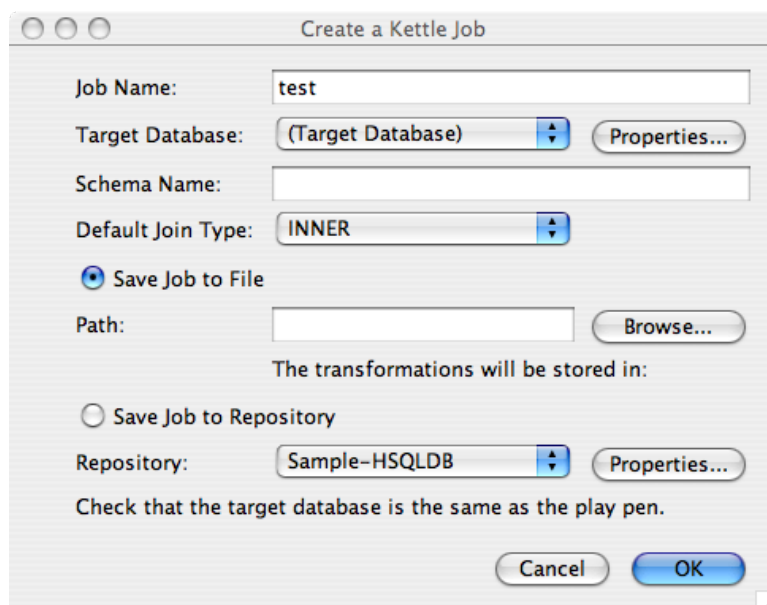 Create a Kettle Job
Job Name: test
Target Database: (Target Database) Properties...
Schema Name:
Default Join Type: INNER
Save Job to File
Path: Browse...
The transformations will be stored in:
Save Job to Repository
Repository: Sample-HSQLDB Properties...
Check that the target database is the same as the play pen.
Cancel OK